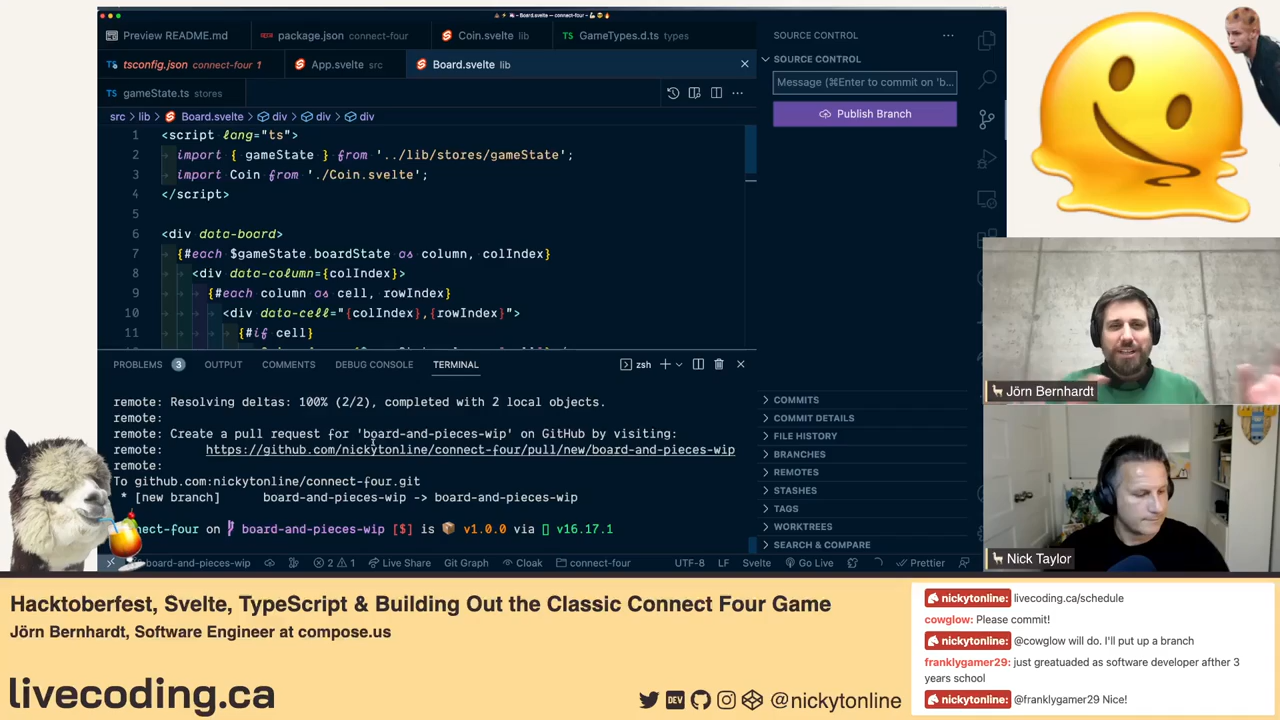 Board.svelte — connect-four
Preview README.md
package.json connect-four
Coin.svelte lib
GameTypes.d.ts types
tsconfig.json connect-four 1
App.svelte src
Board.svelte lib
gameState.ts stores
src › lib › Board.svelte › div › div › div
1 <script lang="ts">
2 import { gameState } from '../lib/stores/gameState';
3 import Coin from './Coin.svelte';
4 </script>
5
6 <div data-board>
7 {#each $gameState.boardState as column, colIndex}
8 <div data-column={colIndex}>
9 {#each column as cell, rowIndex}
10 <div data-cell="{colIndex},{rowIndex}">
11 {#if cell}
PROBLEMS 3 OUTPUT COMMENTS DEBUG CONSOLE TERMINAL zsh
remote: Resolving deltas: 100% (2/2), completed with 2 local objects.
remote:
remote: Create a pull request for 'board-and-pieces-wip' on GitHub by visiting:
remote: https://github.com/nickytonline/connect-four/pull/new/board-and-pieces-wip
remote:
To github.com:nickytonline/connect-four.git
* [new branch] board-and-pieces-wip -> board-and-pieces-wip
nect-four on board-and-pieces-wip [$] is v1.0.0 via v16.17.1
board-and-pieces-wip 2 1 Live Share Git Graph Cloak connect-four UTF-8 LF Svelte Go Live Prettier
SOURCE CONTROL
SOURCE CONTROL
Message (⌘Enter to commit on 'b...
Publish Branch
COMMITS
COMMIT DETAILS
FILE HISTORY
BRANCHES
REMOTES
STASHES
TAGS
WORKTREES
SEARCH & COMPARE
Jörn Bernhardt
Nick Taylor
Hacktoberfest, Svelte, TypeScript & Building Out the Classic Connect Four Game
Jörn Bernhardt, Software Engineer at compose.us
livecoding.ca
DEV
@nickytonline
nickytonline: livecoding.ca/schedule
cowglow: Please commit!
nickytonline: @cowglow will do. I'll put up a branch
franklygamer29: just greatuaded as software developer afther 3
years school
nickytonline: @franklygamer29 Nice!